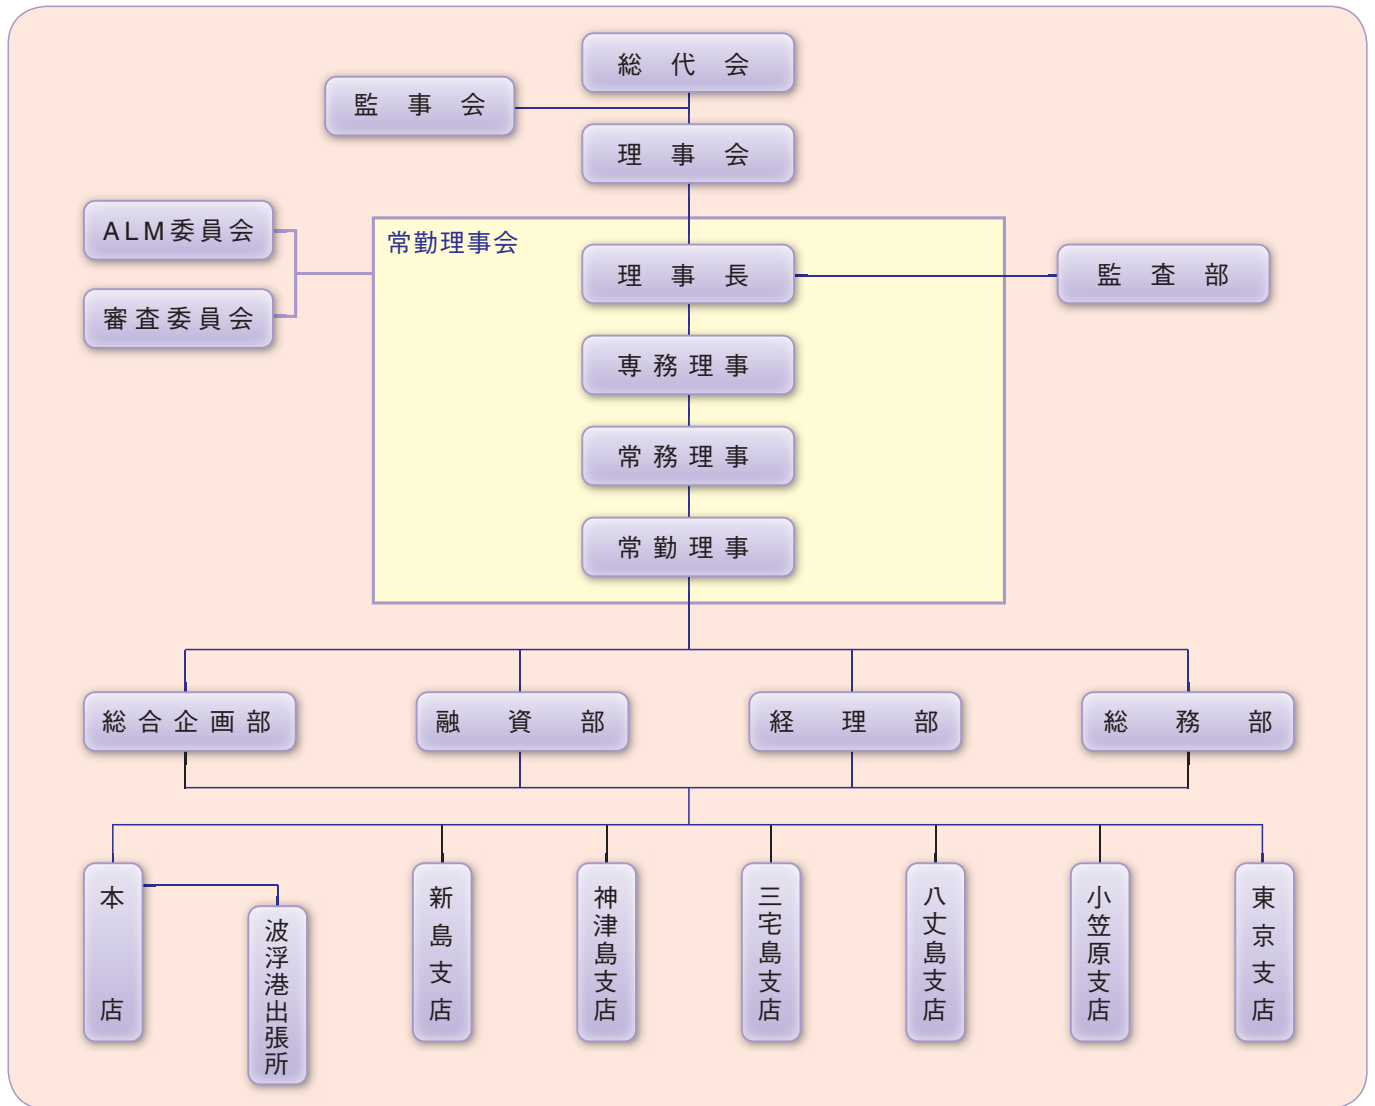 総代会
監事会
理事会
ALM委員会
審査委員会
常勤理事会
理事長
監査部
専務理事
常務理事
常勤理事
総合企画部
融資部
経理部
総務部
本店
波浮港出張所
新島支店
神津島支店
三宅島支店
八丈島支店
小笠原支店
東京支店